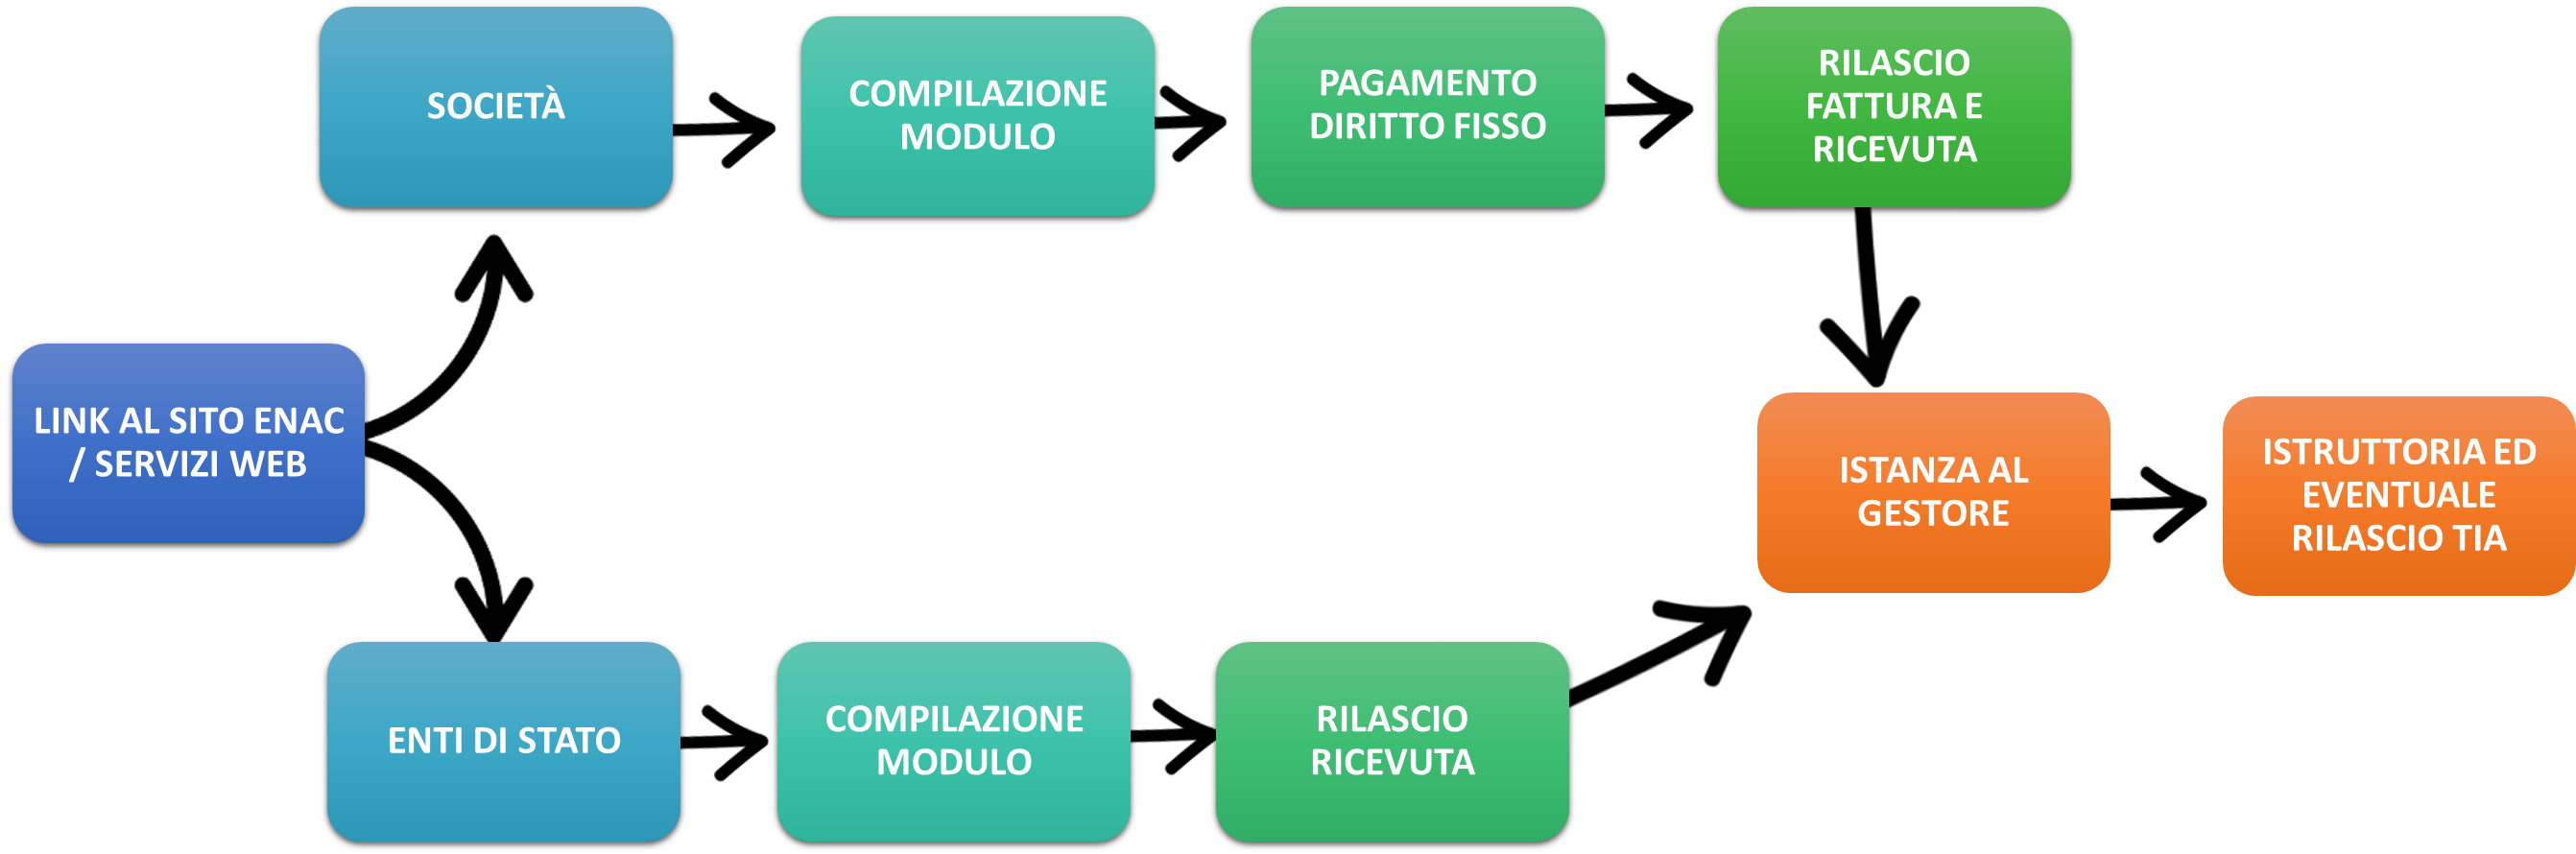 SOCIETÀ
COMPILAZIONE
MODULO
PAGAMENTO
DIRITTO FISSO
RILASCIO
FATTURA E
RICEVUTA
LINK AL SITO ENAC
/ SERVIZI WEB
ISTANZA AL
GESTORE
ISTRUTTORIA ED
EVENTUALE
RILASCIO TIA
ENTI DI STATO
COMPILAZIONE
MODULO
RILASCIO
RICEVUTA